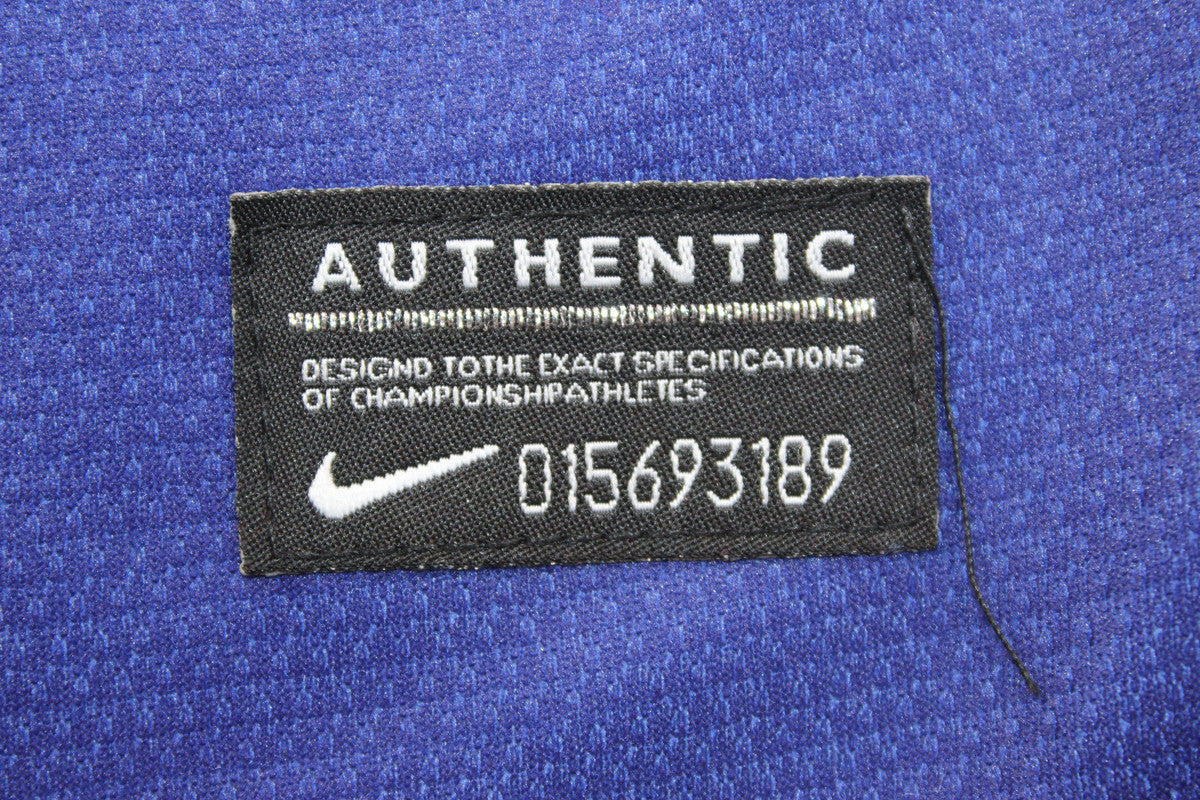 AUTHENTIC
DESIGND TOTHE EXACT SPECIFICATIONS
OF CHAMPIONSHIPATHLETES
015693189